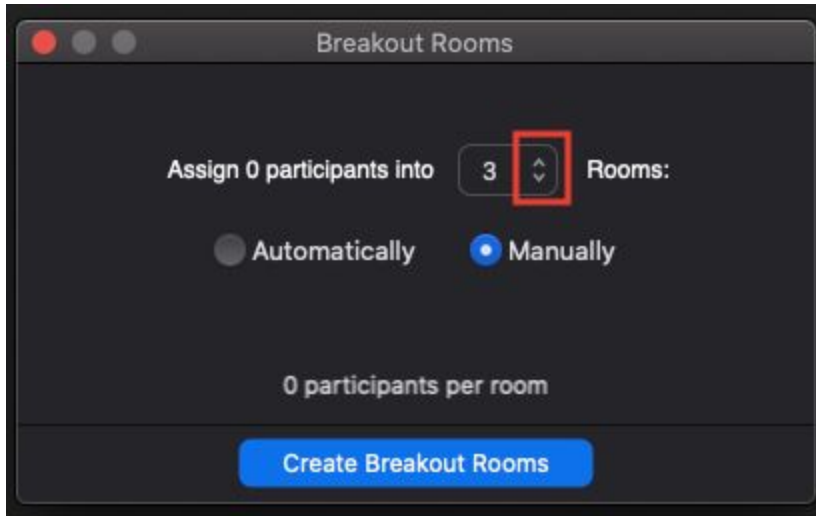 Breakout Rooms
Assign 0 participants into 3 Rooms:
Automatically Manually
0 participants per room
Create Breakout Rooms